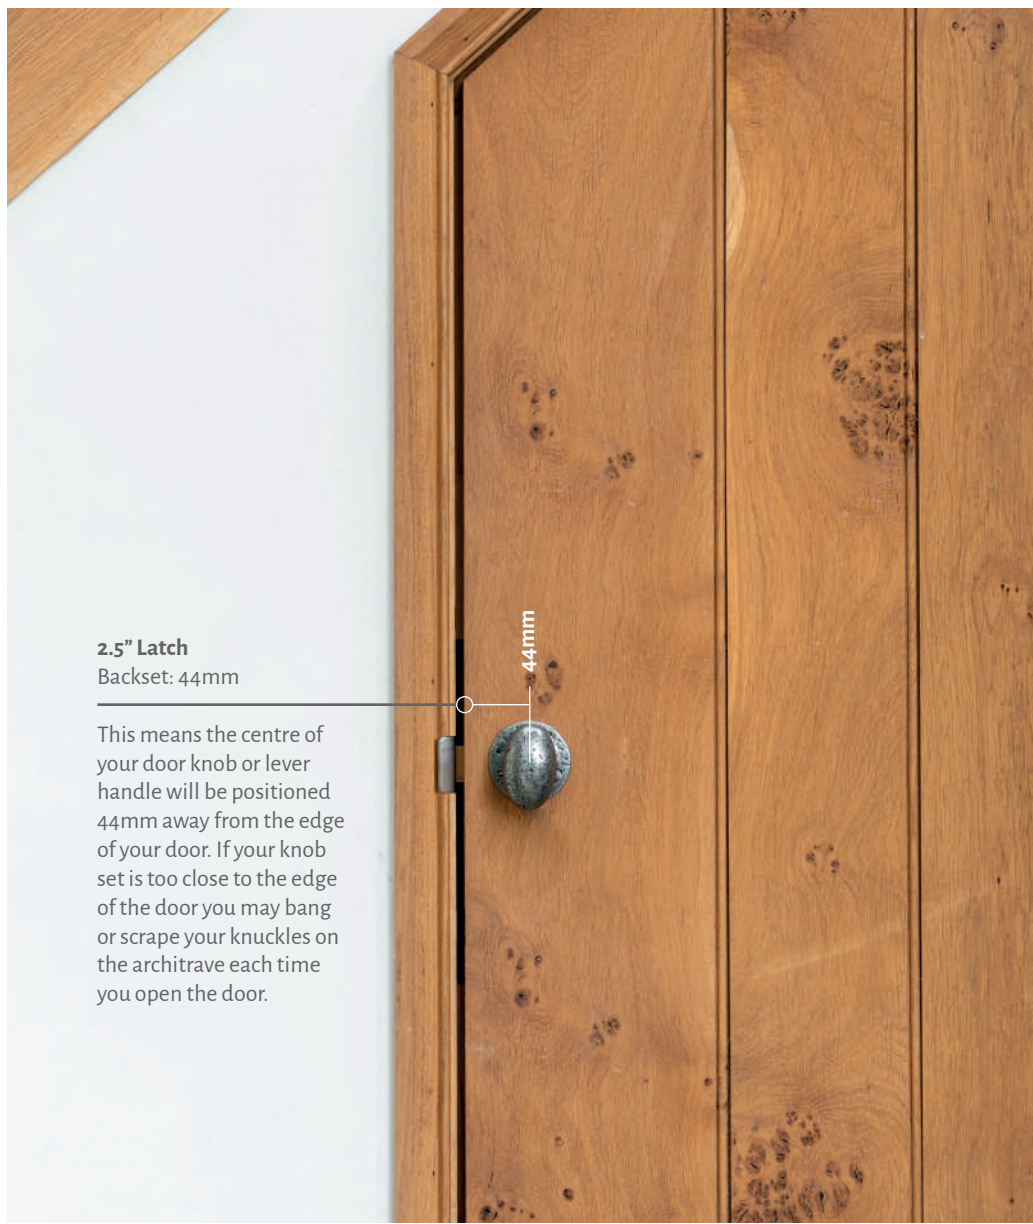 44mm
2.5” Latch
Backset: 44mm
This means the centre of
your door knob or lever
handle will be positioned
44mm away from the edge
of your door. If your knob
set is too close to the edge
of the door you may bang
or scrape your knuckles on
the architrave each time
you open the door.